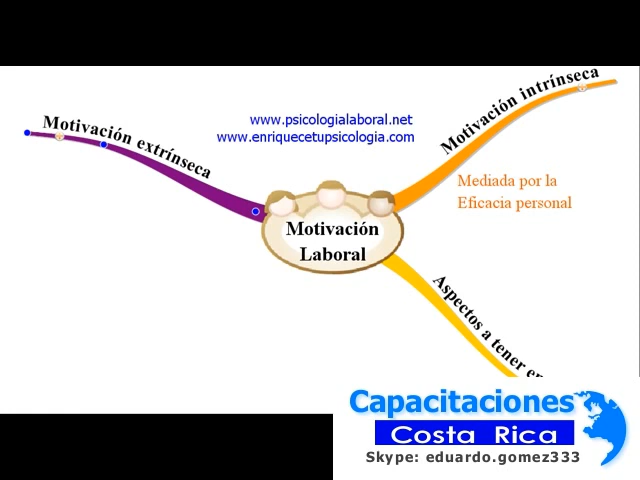 Motivación extrínseca
www.psicologialaboral.net
www.enriquecetupsicologia.com
Motivación intrínseca
Mediada por la
Eficacia personal
Motivación
Laboral
Aspectos a tener
Capacitaciones
Costa Rica
Skype: eduardo.gomez333